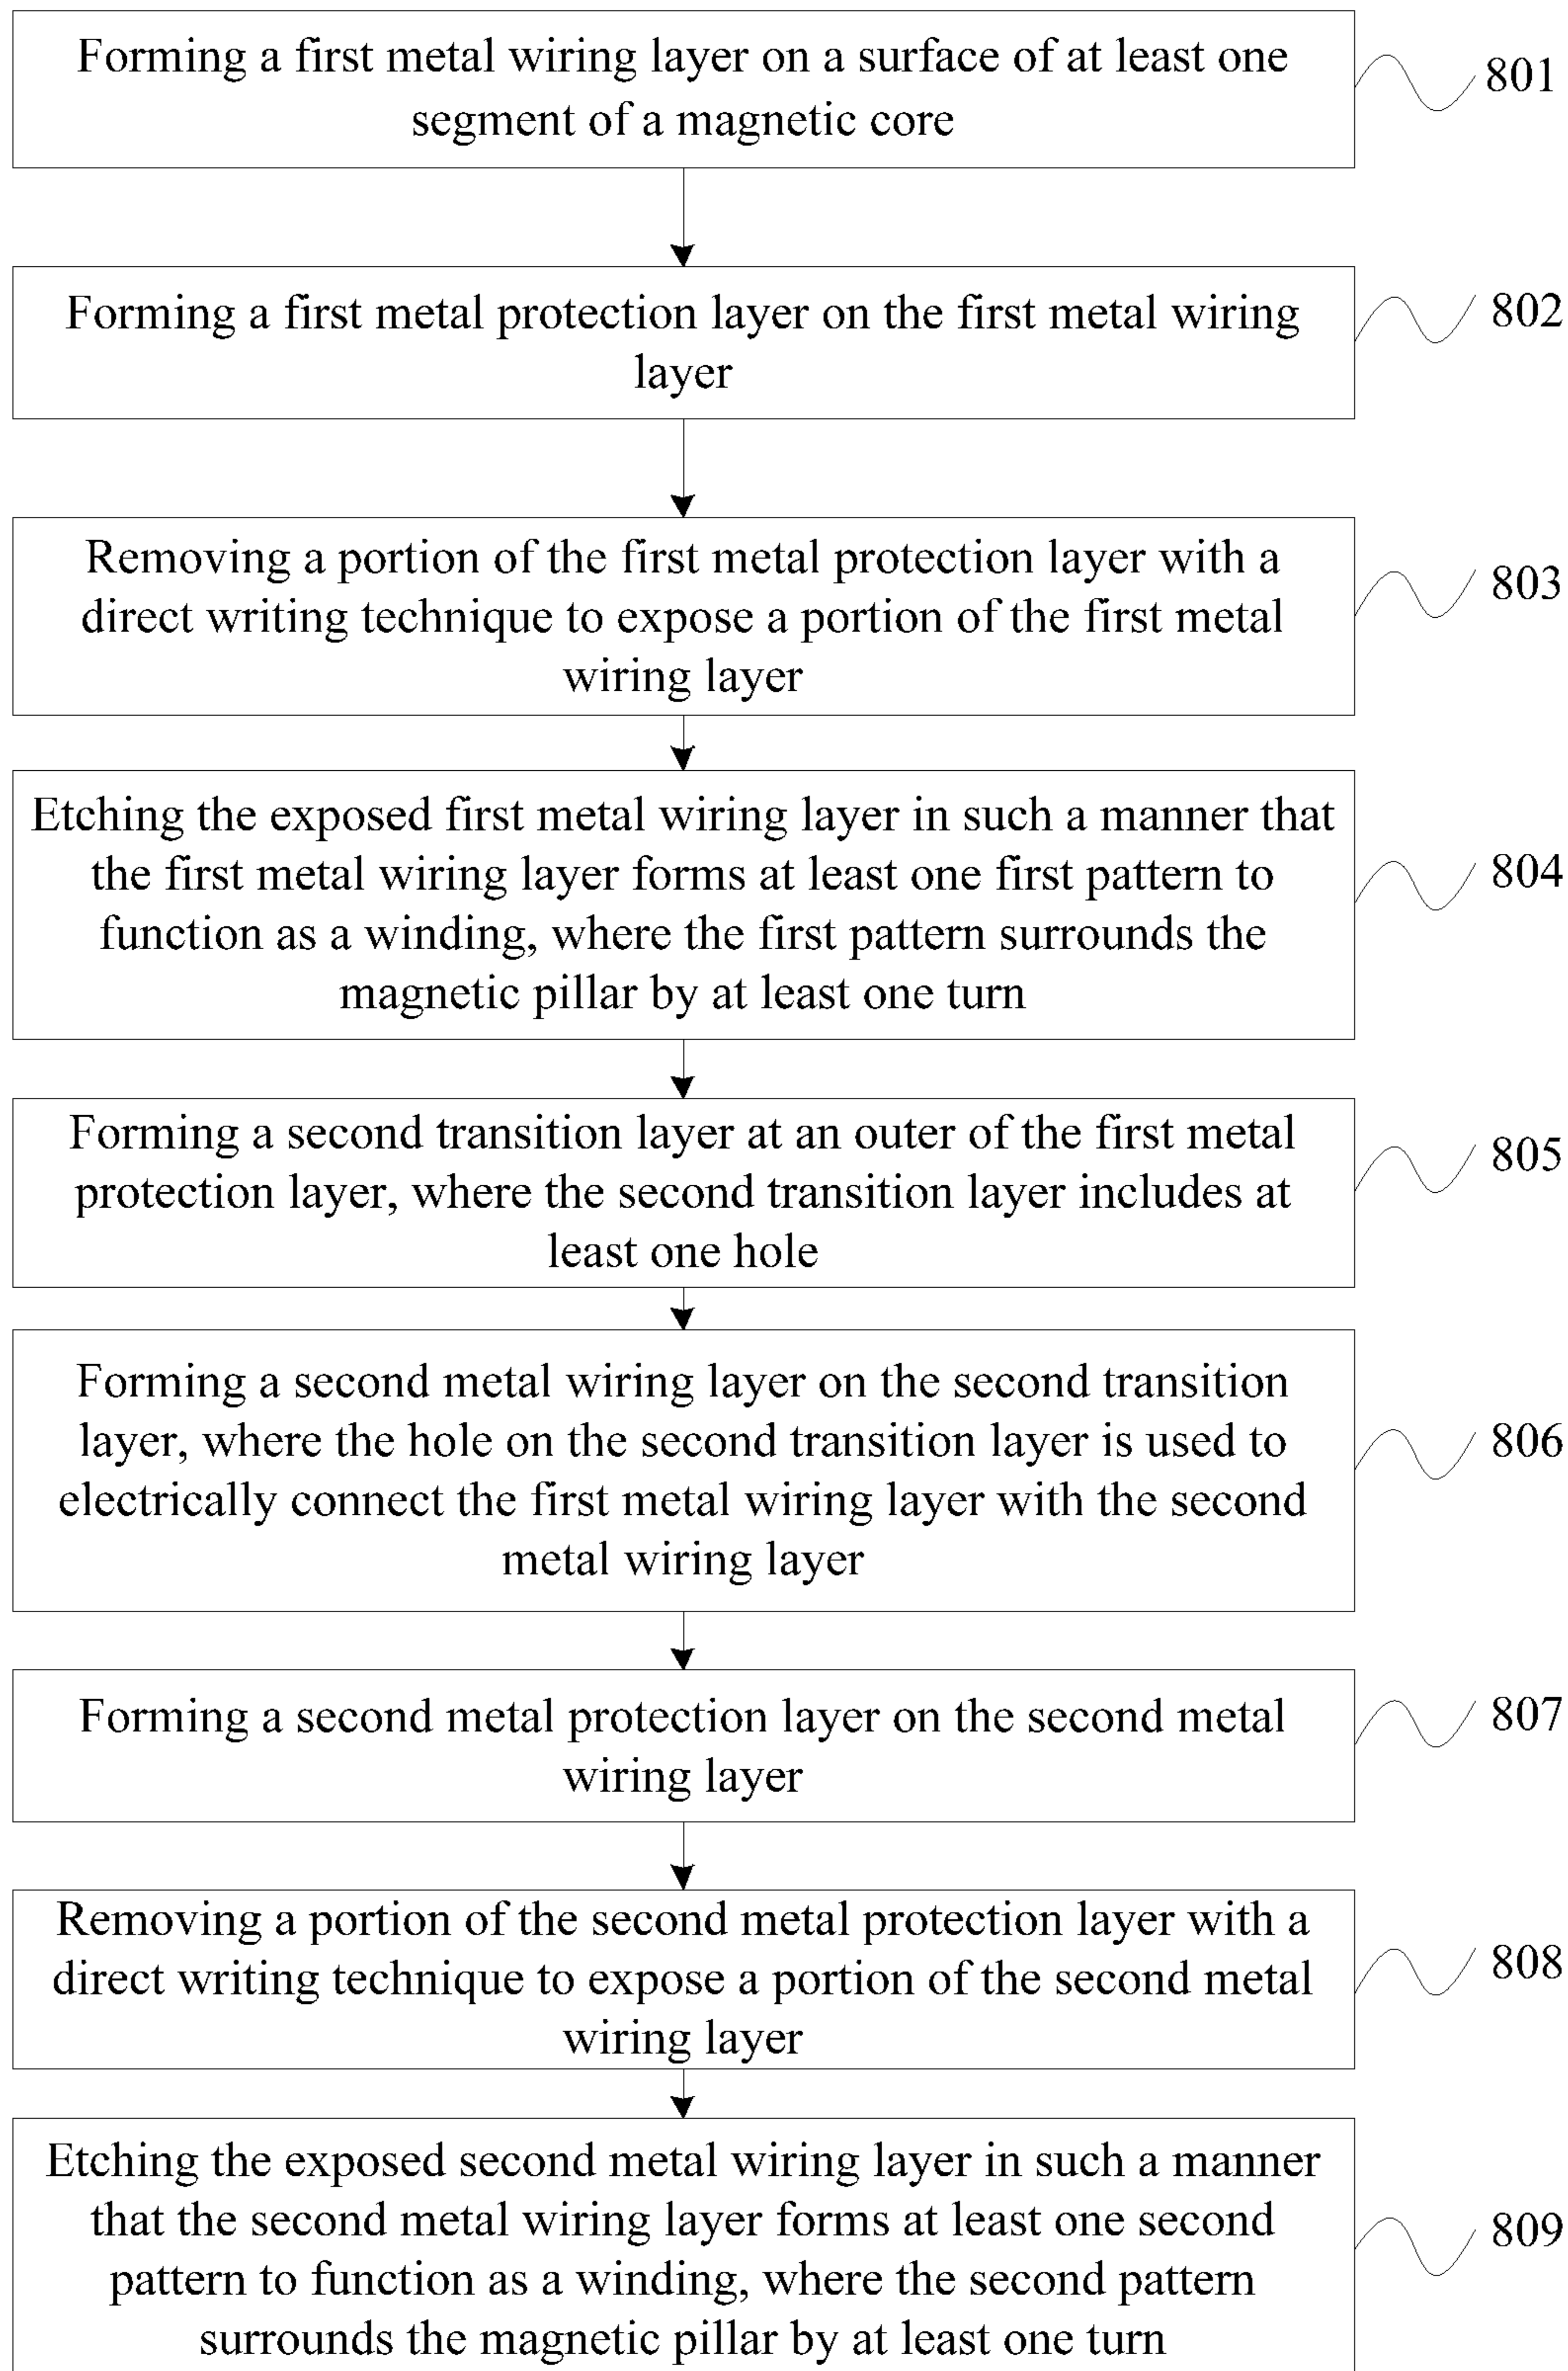 Forming a first metal wiring layer on a surface of at least one
segment of a magnetic core
801
Forming a first metal protection layer on the first metal wiring
layer
802
Removing a portion of the first metal protection layer with a
direct writing technique to expose a portion of the first metal
wiring layer
803
Etching the exposed first metal wiring layer in such a manner that
the first metal wiring layer forms at least one first pattern to
function as a winding, where the first pattern surrounds the
magnetic pillar by at least one turn
804
Forming a second transition layer at an outer of the first metal
protection layer, where the second transition layer includes at
least one hole
805
Forming a second metal wiring layer on the second transition
layer, where the hole on the second transition layer is used to
electrically connect the first metal wiring layer with the second
metal wiring layer
806
Forming a second metal protection layer on the second metal
wiring layer
807
Removing a portion of the second metal protection layer with a
direct writing technique to expose a portion of the second metal
wiring layer
808
Etching the exposed second metal wiring layer in such a manner
that the second metal wiring layer forms at least one second
pattern to function as a winding, where the second pattern
surrounds the magnetic pillar by at least one turn
809